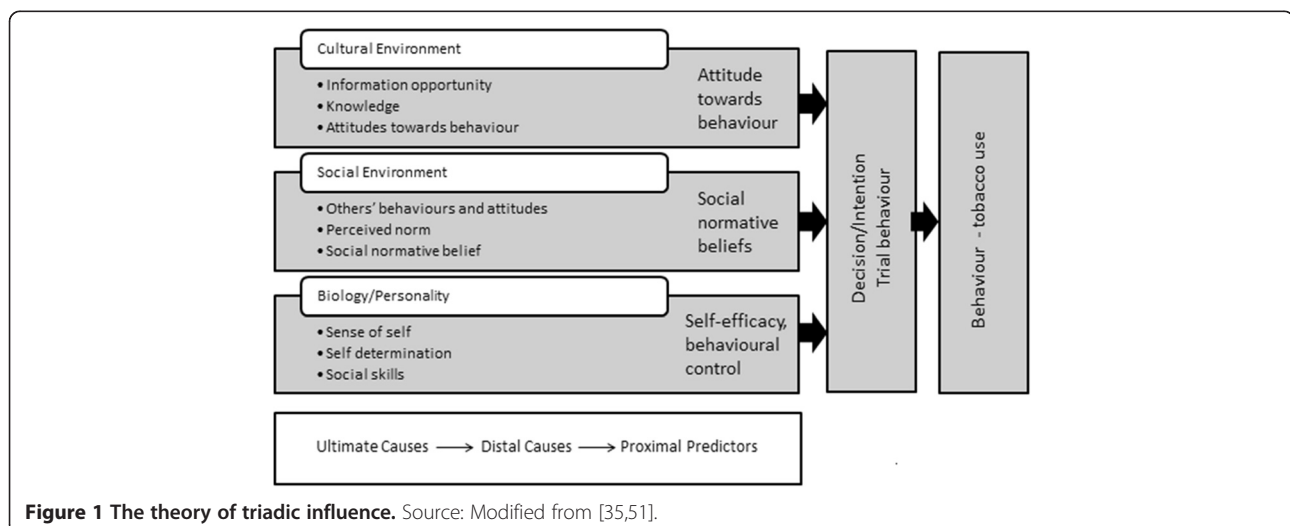 Cultural Environment
• Information opportunity
• Knowledge
• Attitudes towards behaviour
Attitude
towards
behaviour
Social Environment
• Others' behaviours and attitudes
• Perceived norm
• Social normative belief
Social
normative
beliefs
Biology/Personality
• Sense of self
• Self determination
• Social skills
Self-efficacy,
behavioural
control
Decision/Intention
Trial behaviour
Behaviour - tobacco use
Ultimate Causes → Distal Causes → Proximal Predictors
Figure 1 The theory of triadic influence. Source: Modified from [35,51].